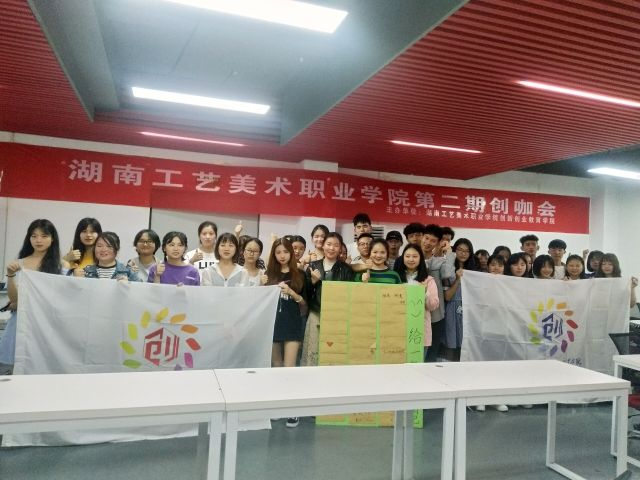 湖南工艺美术职业学院第二期创咖会
主办单位：湖南工艺美术职业学院创新创业教育学院
创
给一
创